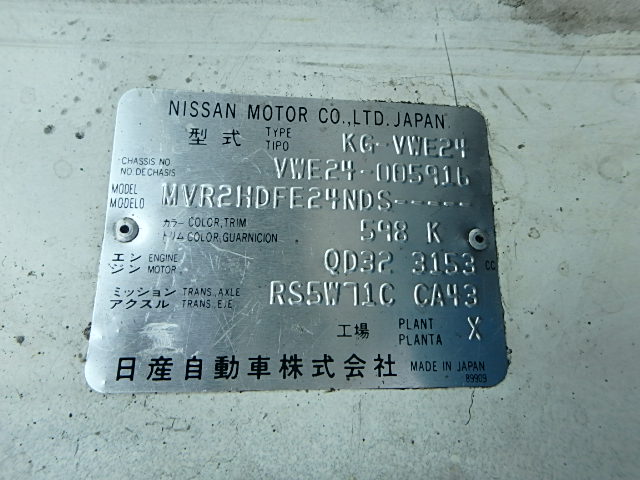 NISSAN MOTOR CO.,LTD. JAPAN
型式 TYPE TIPO KG-VWE24
CHASSIS NO NO DE CHASIS VWE24-005916
MODEL MODELO MVR2HDFE24NDS-----
カラー トリム COLOR, TRIM COLOR, GUARNICION 598 K
エンジン ENGINE MOTOR QD32 3153 CC
ミッション アクスル TRANS., AXLE TRANS., EJE RS5W71C CA43
工場 PLANT PLANTA X
日産自動車株式会社 MADE IN JAPAN
89909